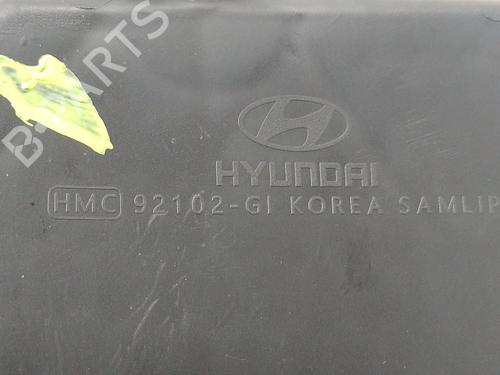 B-PARTS
HYUNDAI
HMC 92102-GI KOREA SAMLIP